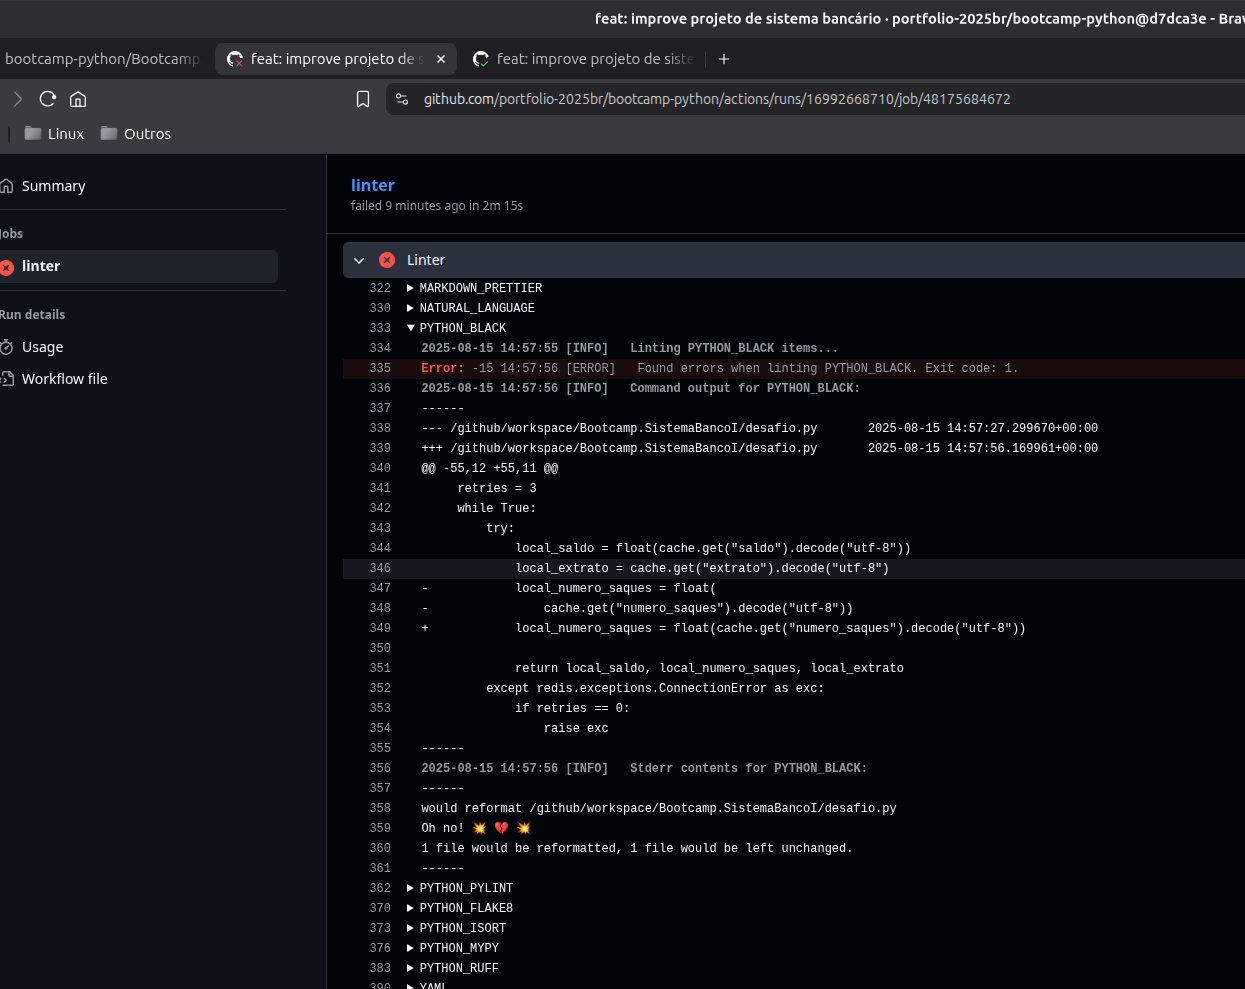 feat: improve projeto de sistema bancário · portfolio-2025br/bootcamp-python@d7dca3e - Brav
bootcamp-python/Bootcamp
feat: improve projeto de s
feat: improve projeto de siste
github.com/portfolio-2025br/bootcamp-python/actions/runs/16992668710/job/48175684672
Linux
Outros
Summary
Jobs
linter
Run details
Usage
Workflow file
linter
failed 9 minutes ago in 2m 15s
Linter
322 MARKDOWN_PRETTIER
330 NATURAL_LANGUAGE
333 PYTHON_BLACK
334 2025-08-15 14:57:55 [INFO]   Linting PYTHON_BLACK items...
335 Error: -15 14:57:56 [ERROR]   Found errors when linting PYTHON_BLACK. Exit code: 1.
336 2025-08-15 14:57:56 [INFO]   Command output for PYTHON_BLACK:
337 ------
338 --- /github/workspace/Bootcamp.SistemaBancoI/desafio.py       2025-08-15 14:57:27.299670+00:00
339 +++ /github/workspace/Bootcamp.SistemaBancoI/desafio.py       2025-08-15 14:57:56.169961+00:00
340 @@ -55,12 +55,11 @@
341      retries = 3
342      while True:
343          try:
344              local_saldo = float(cache.get("saldo").decode("utf-8"))
346              local_extrato = cache.get("extrato").decode("utf-8")
347 -            local_numero_saques = float(
348 -                cache.get("numero_saques").decode("utf-8"))
349 +            local_numero_saques = float(cache.get("numero_saques").decode("utf-8"))
350
351              return local_saldo, local_numero_saques, local_extrato
352          except redis.exceptions.ConnectionError as exc:
353              if retries == 0:
354                  raise exc
355 ------
356 2025-08-15 14:57:56 [INFO]   Stderr contents for PYTHON_BLACK:
357 ------
358 would reformat /github/workspace/Bootcamp.SistemaBancoI/desafio.py
359 Oh no! 💥 💔 💥
360 1 file would be reformatted, 1 file would be left unchanged.
361 ------
362 PYTHON_PYLINT
370 PYTHON_FLAKE8
373 PYTHON_ISORT
376 PYTHON_MYPY
383 PYTHON_RUFF
390 YAML